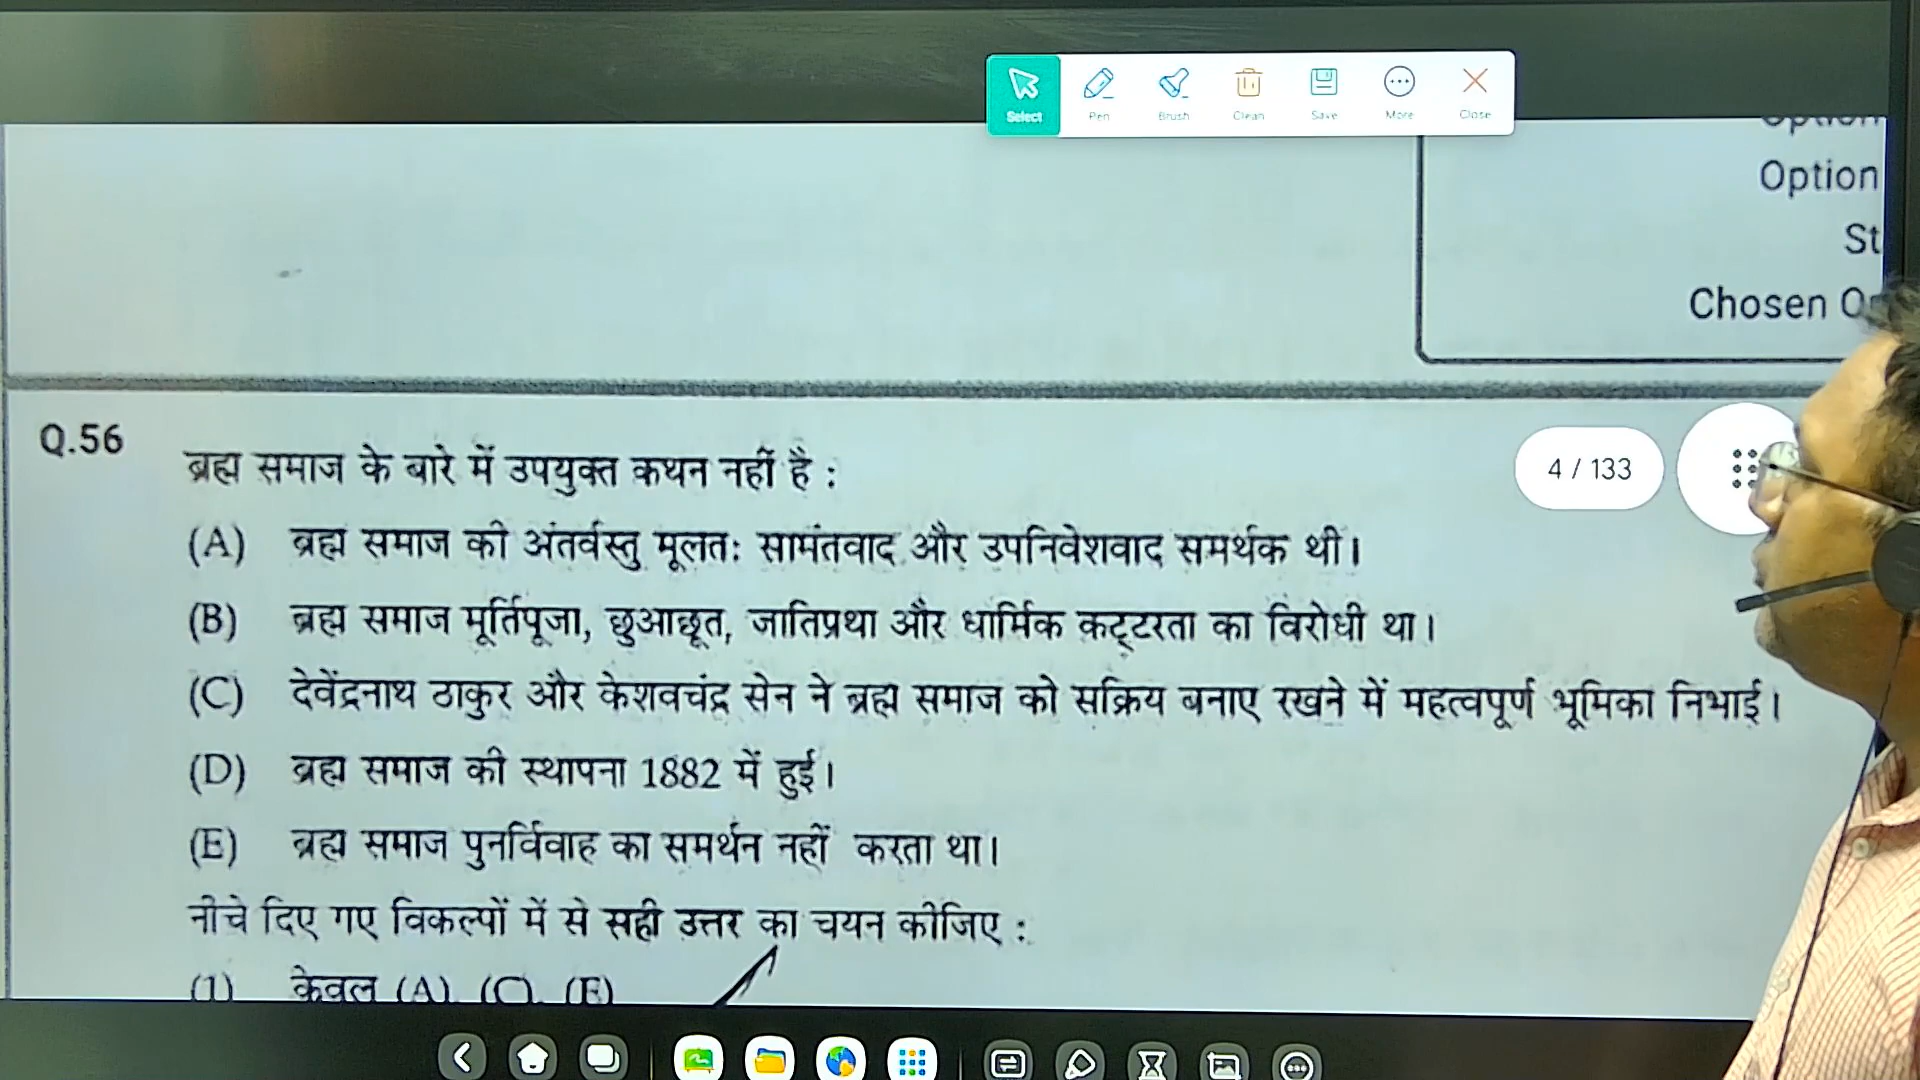 Select Pen Brush Clean Save More Close
Option
Option
St
Chosen
Q.56
4 / 133
ब्रह्म समाज के बारे में उपयुक्त कथन नहीं है :
(A) ब्रह्म समाज की अंतर्वस्तु मूलतः सामंतवाद और उपनिवेशवाद समर्थक थी।
(B) ब्रह्म समाज मूर्तिपूजा, छुआछूत, जातिप्रथा और धार्मिक कट्टरता का विरोधी था।
(C) देवेंद्रनाथ ठाकुर और केशवचंद्र सेन ने ब्रह्म समाज को सक्रिय बनाए रखने में महत्वपूर्ण भूमिका निभाई।
(D) ब्रह्म समाज की स्थापना 1882 में हुई।
(E) ब्रह्म समाज पुनर्विवाह का समर्थन नहीं करता था।
नीचे दिए गए विकल्पों में से सही उत्तर का चयन कीजिए :
(1) केवल (A), (C), (E)